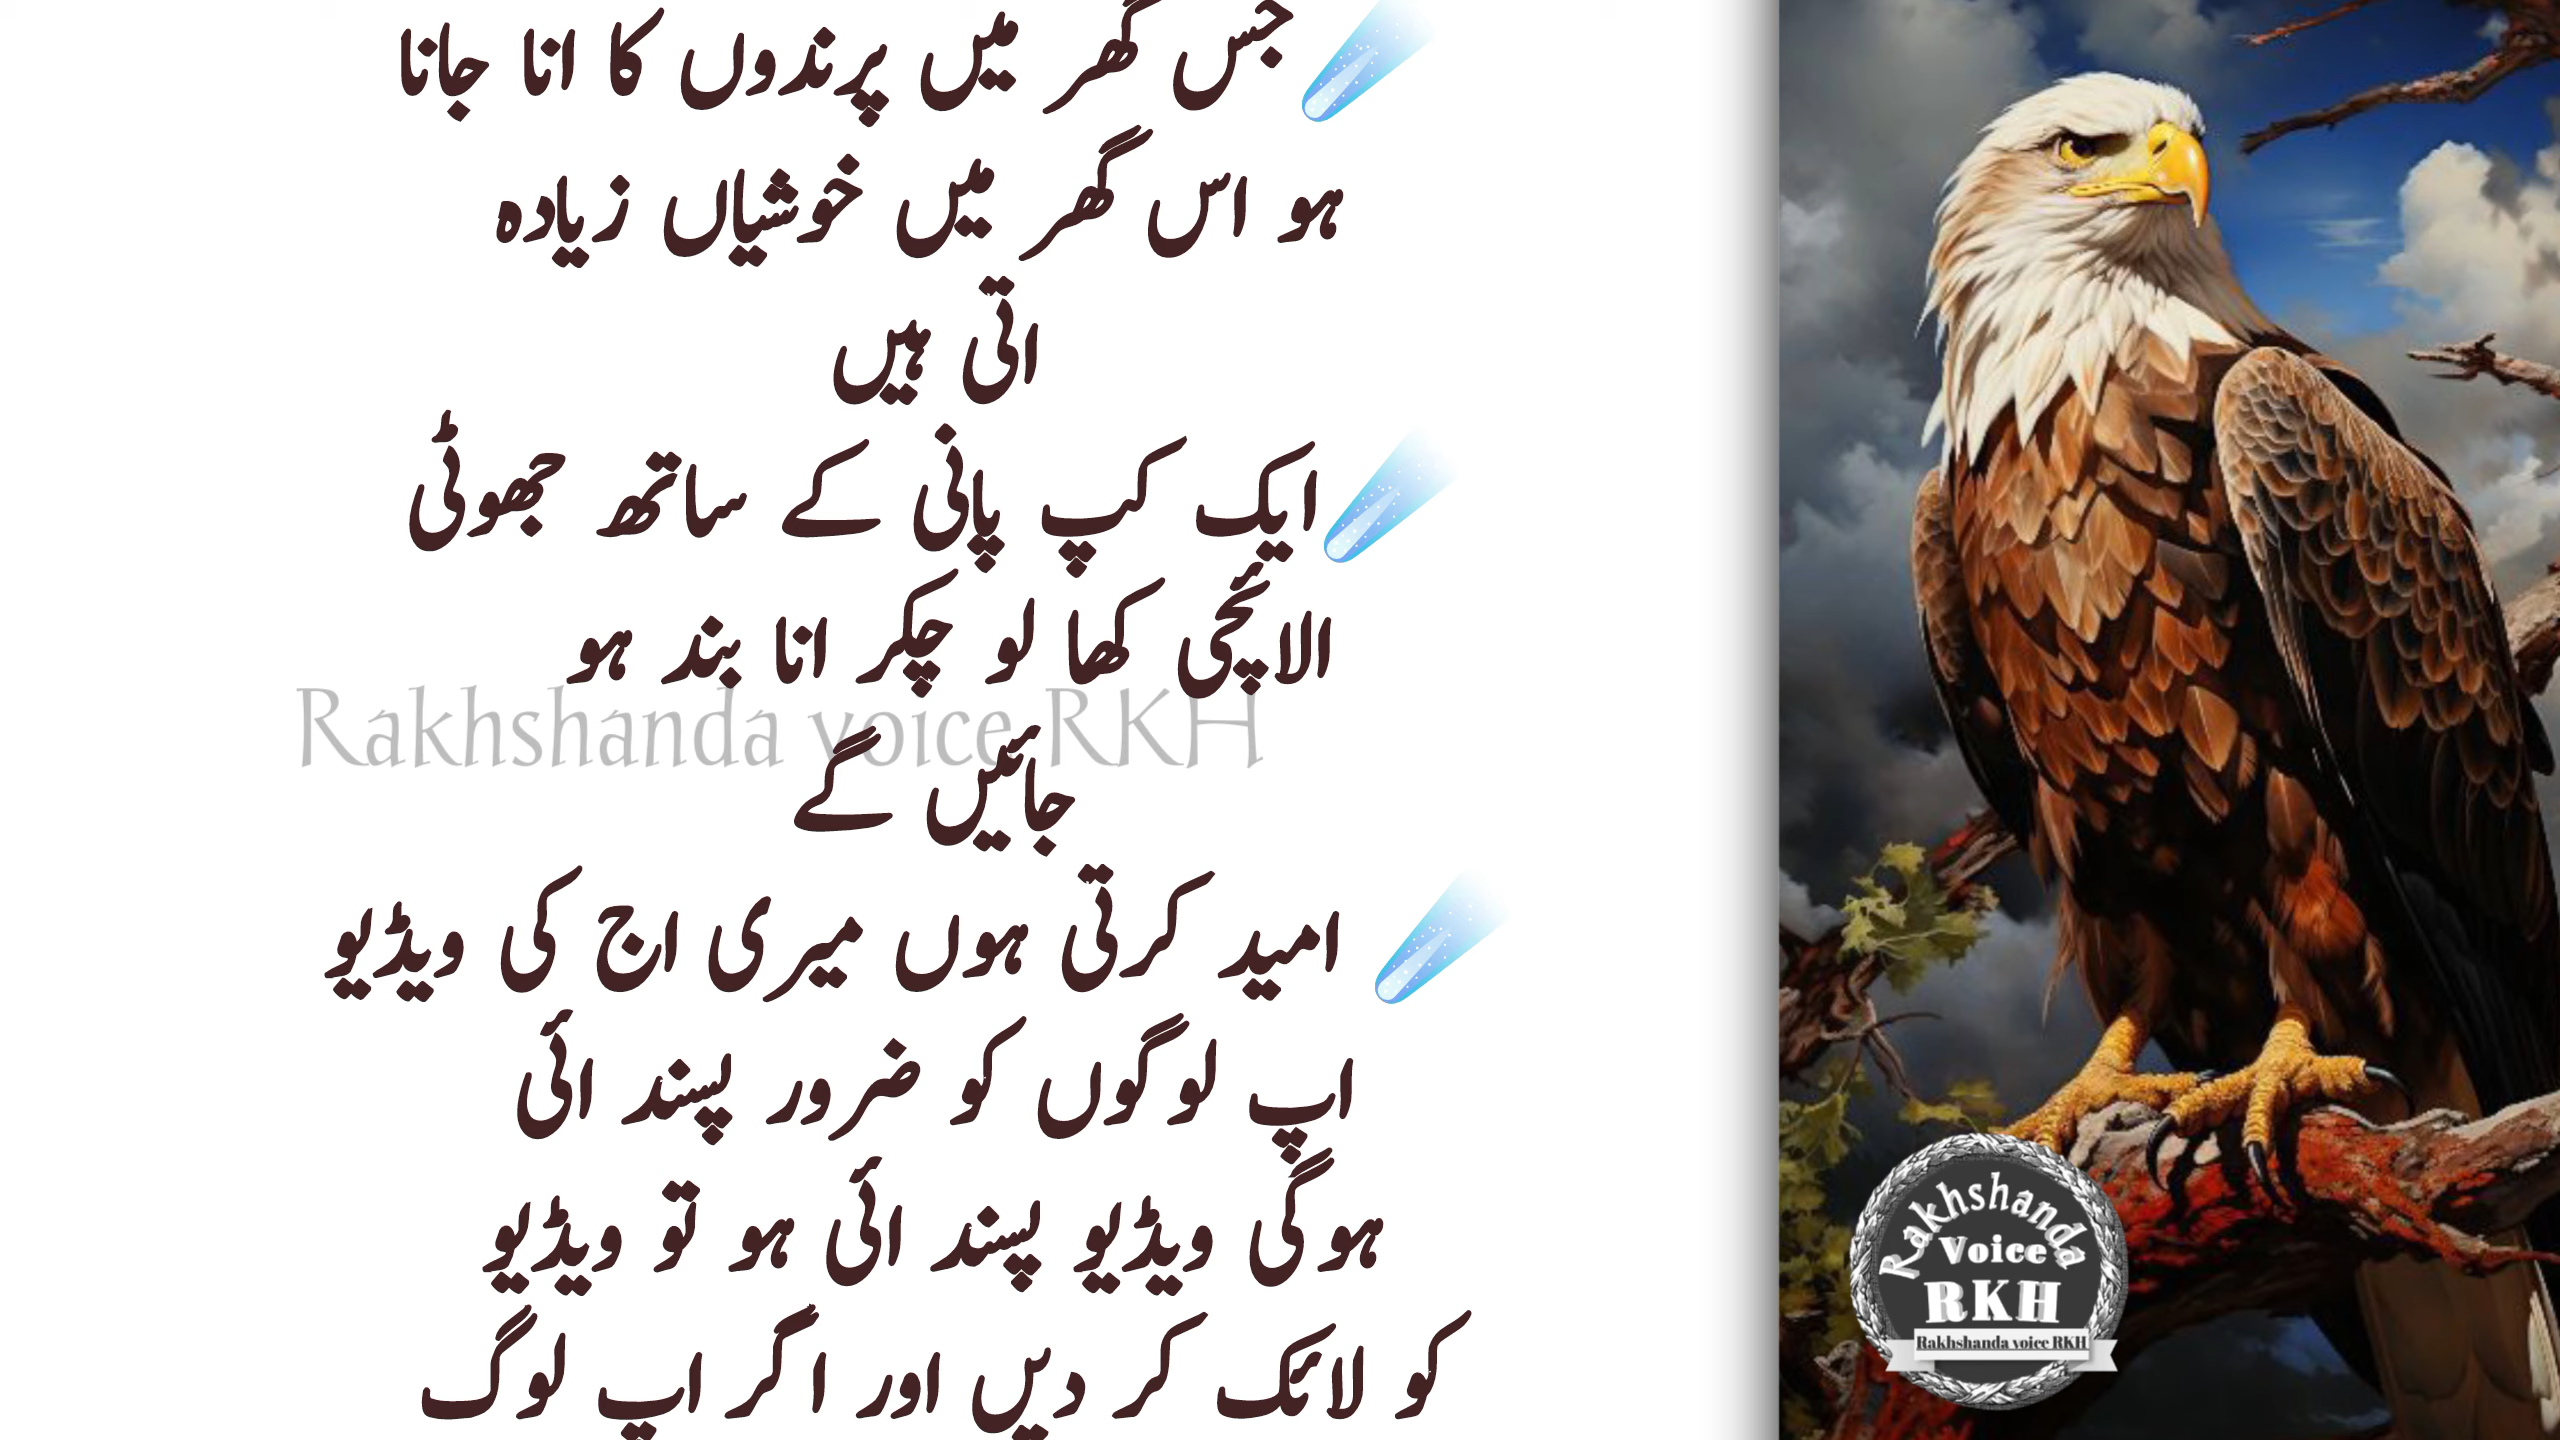 جس گھر میں پرندوں کا انا جانا
ہو اس گھر میں خوشیاں زیادہ
اتی ہیں
ایک کپ پانی کے ساتھ جھوٹی
الائچی کھا لو چکر انا بند ہو
Rakhshanda voice RKH
جائیں گے
امید کرتی ہوں میری اج کی ویڈیو
اپ لوگوں کو ضرور پسند ائی
ہوگی ویڈیو پسند ائی ہو تو ویڈیو
کو لائک کر دیں اور اگر اپ لوگ
Rakhshanda
Voice
RKH
Rakhshanda voice RKH